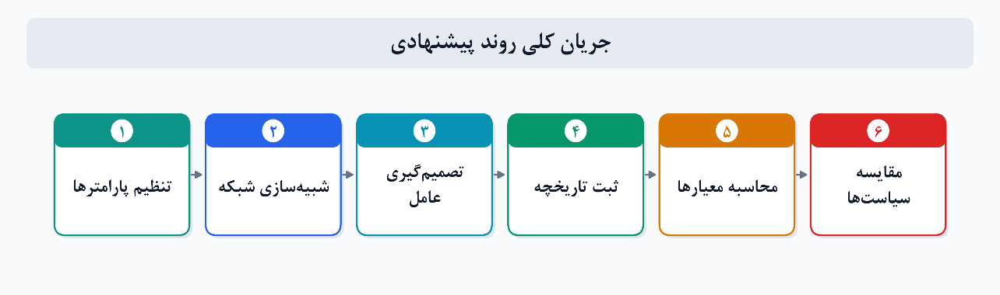 جریان کلی روند پیشنهادی
۱
تنظیم پارامترها
۲
شبیه‌سازی شبکه
۳
تصمیم‌گیری
عامل
۴
ثبت تاریخچه
۵
محاسبه معیارها
۶
مقایسه
سیاست‌ها